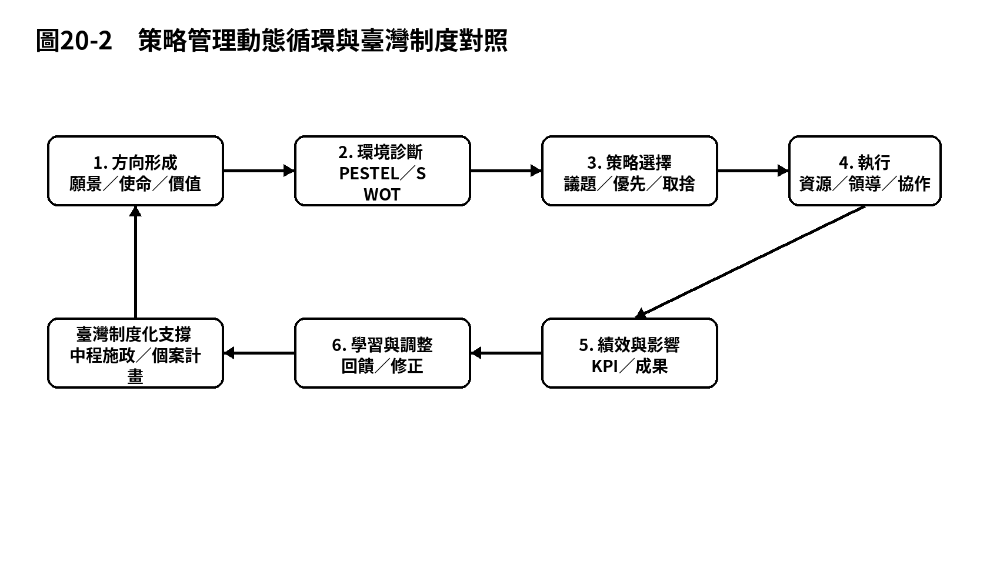 圖20-2　策略管理動態循環與臺灣制度對照
1. 方向形成
願景／使命／價值
2. 環境診斷
PESTEL／S
WOT
3. 策略選擇
議題／優先／取捨
4. 執行
資源／領導／協作
臺灣制度化支撐
中程施政／個案計
畫
6. 學習與調整
回饋／修正
5. 績效與影響
KPI／成果